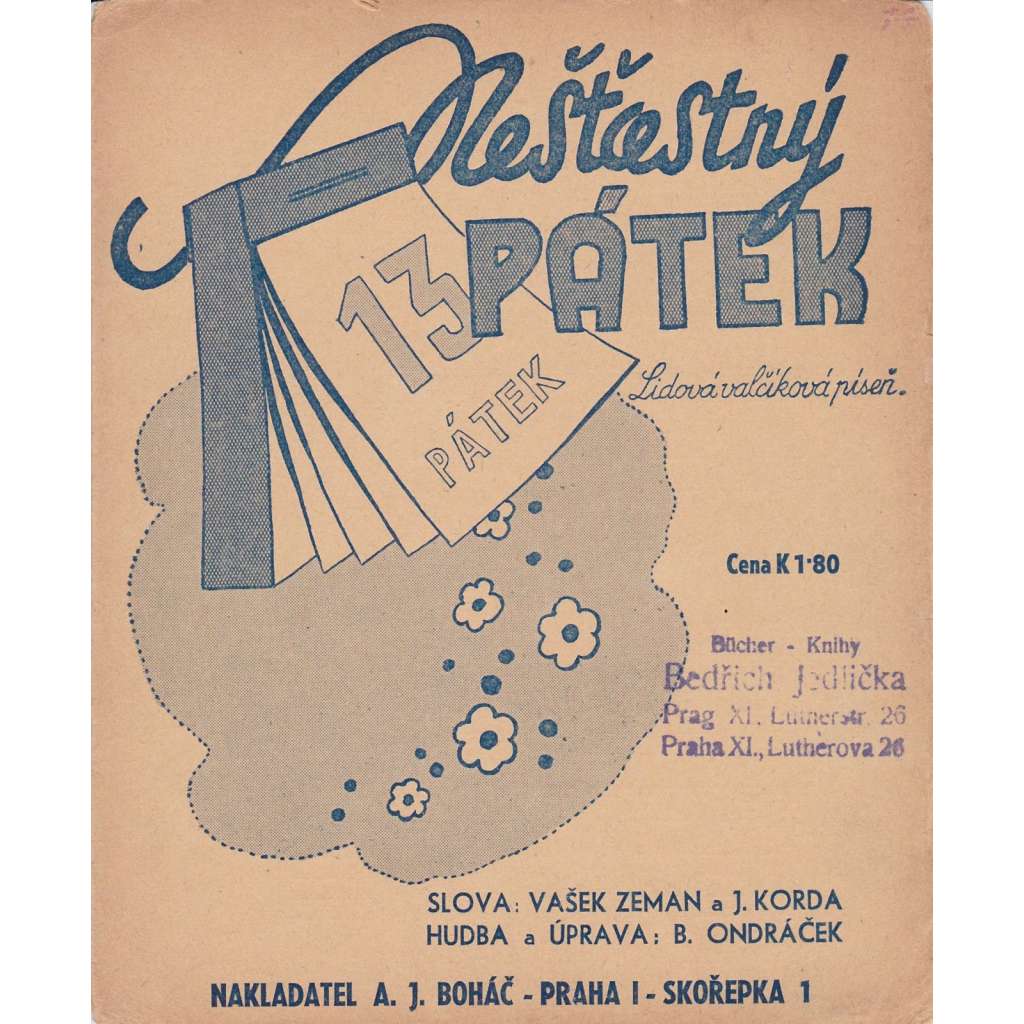 Nešťastný
PÁTEK
13
PÁTEK
Lidová valčíková píseň.
Cena K 1·80
Bücher - Knihy
Bedřich Jedlička
Prag XI., Lutherstr. 26
Praha XI., Lutherova 26
SLOVA: VAŠEK ZEMAN a J. KORDA
HUDBA a ÚPRAVA: B. ONDRÁČEK
NAKLADATEL A. J. BOHÁČ - PRAHA I - SKOŘEPKA 1